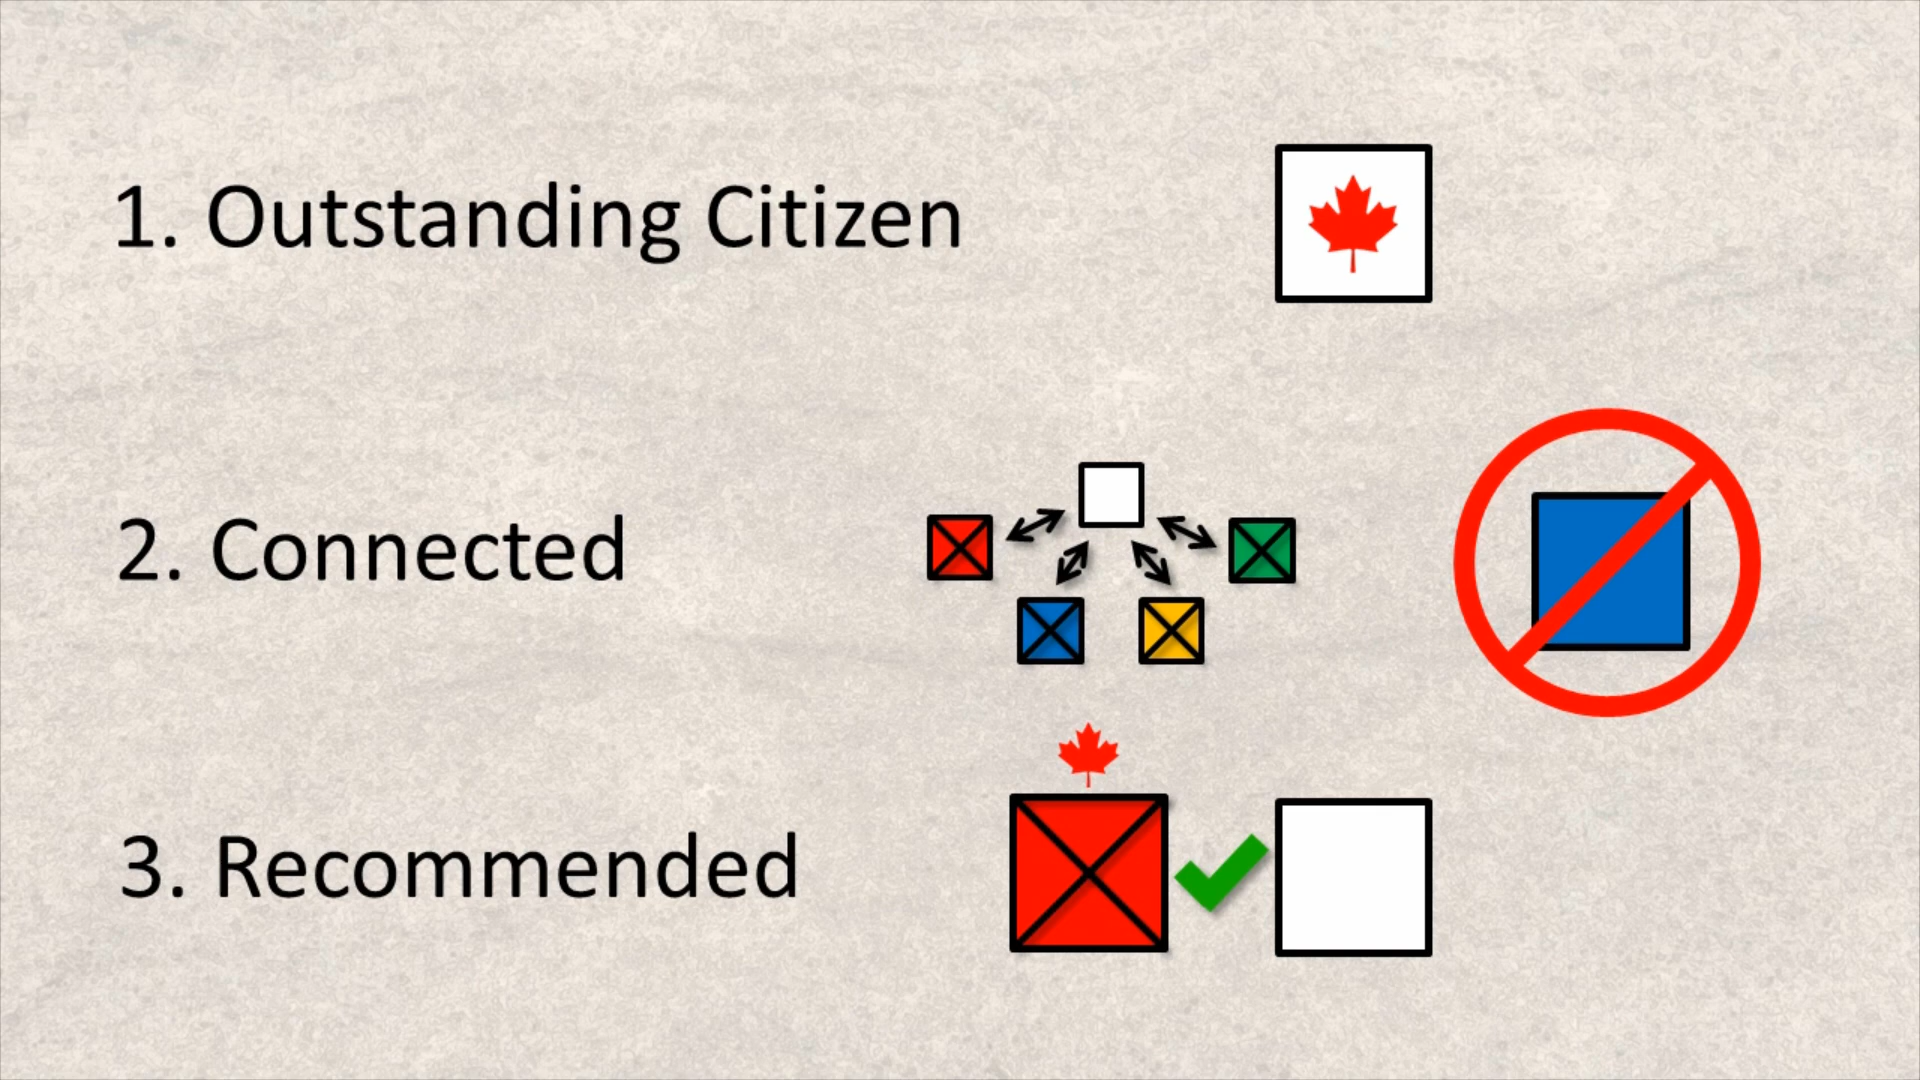 1. Outstanding Citizen
2. Connected
3. Recommended